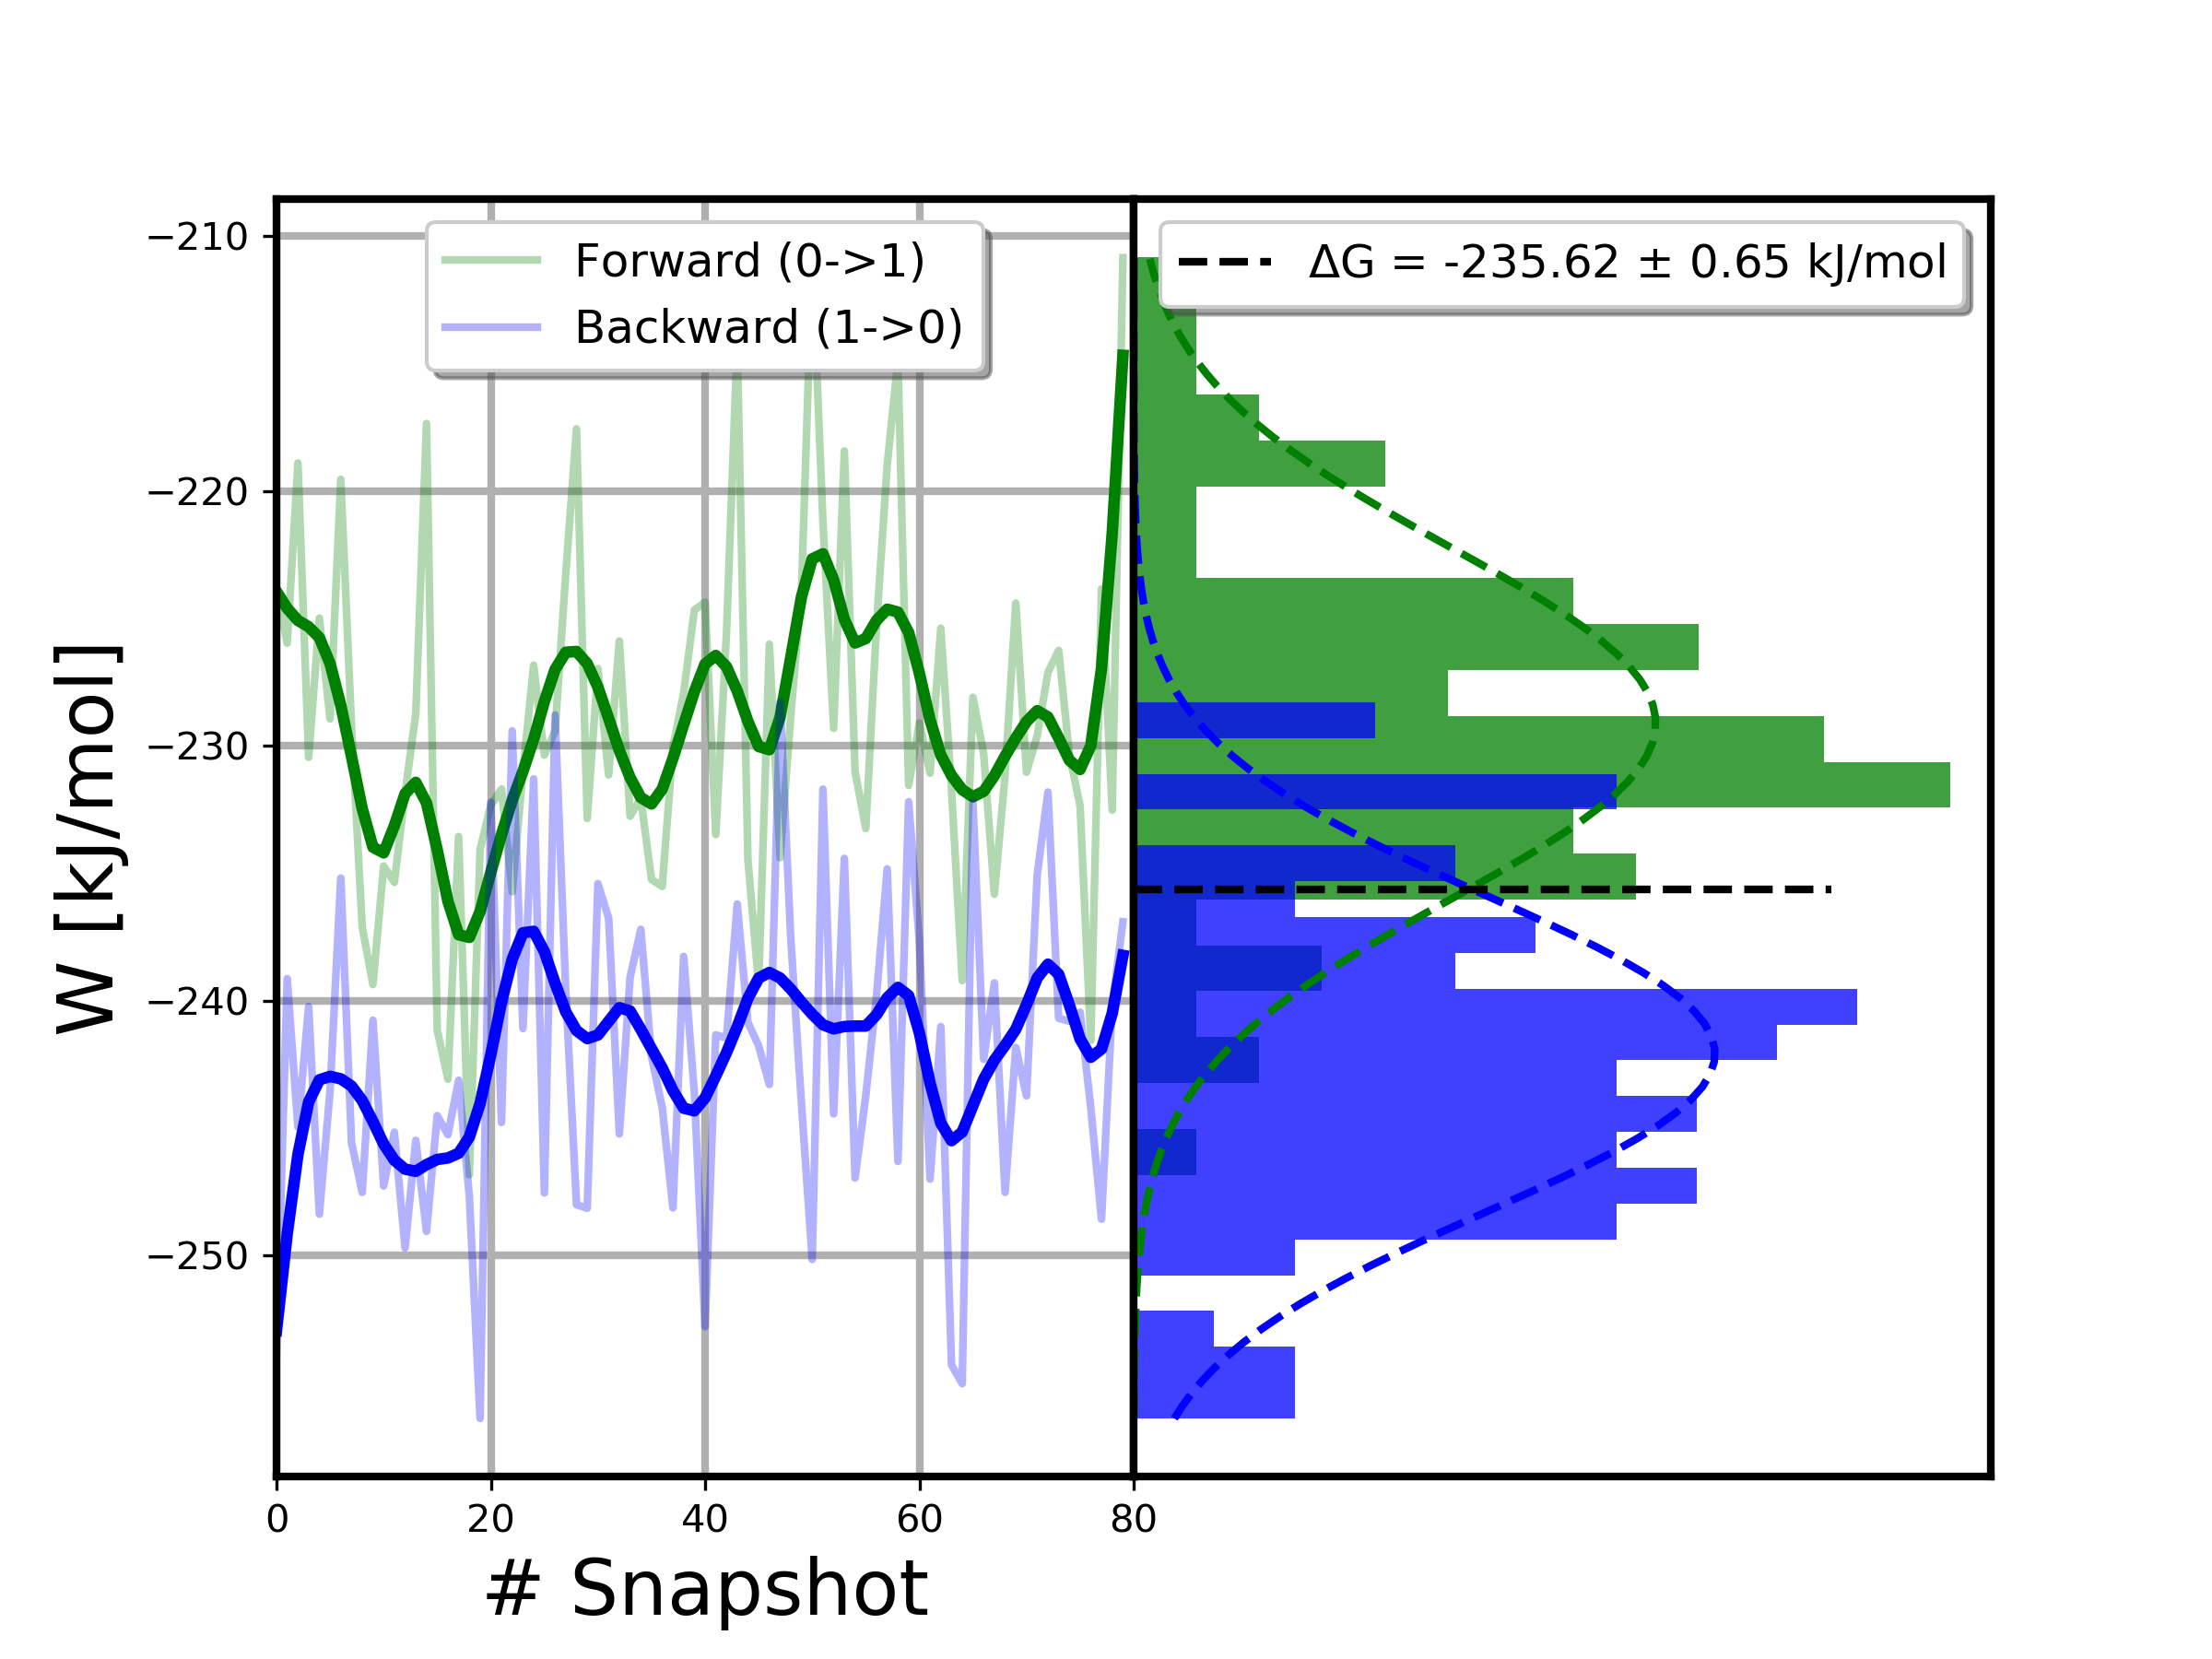 Forward (0->1)
Backward (1->0)
ΔG = -235.62 ± 0.65 kJ/mol
−210
−220
−230
−240
−250
W [kJ/mol]
0 20 40 60 80
# Snapshot